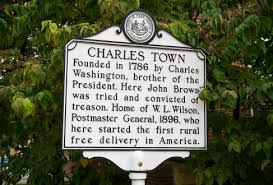 CHARLES TOWN
Founded in 1786 by Charles
Washington, brother of the
President. Here John Brown
was tried and convicted of
treason. Home of W. L. Wilson,
Postmaster General, 1896, who
here started the first rural
free delivery in America.